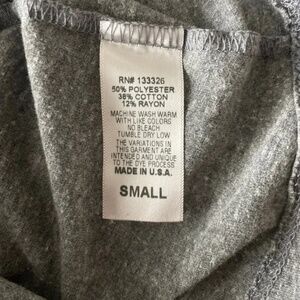 RN# 133326
50% POLYESTER
38% COTTON
12% RAYON
MACHINE WASH WARM
WITH LIKE COLORS
NO BLEACH
TUMBLE DRY LOW
THE VARIATIONS IN
THIS GARMENT ARE
INTENDED AND UNIQUE
TO THE DYE PROCESS.
MADE IN U.S.A.
SMALL